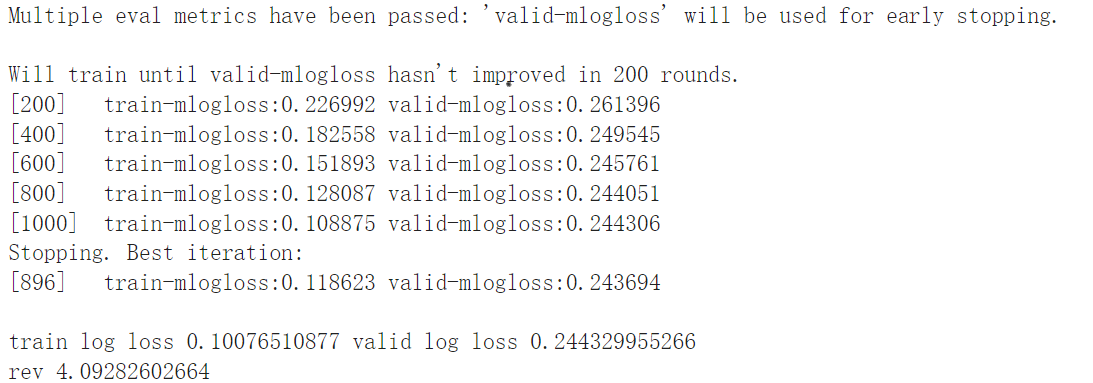 Multiple eval metrics have been passed: 'valid-mlogloss' will be used for early stopping.
Will train until valid-mlogloss hasn't improved in 200 rounds.
[200] train-mlogloss:0.226992 valid-mlogloss:0.261396
[400] train-mlogloss:0.182558 valid-mlogloss:0.249545
[600] train-mlogloss:0.151893 valid-mlogloss:0.245761
[800] train-mlogloss:0.128087 valid-mlogloss:0.244051
[1000] train-mlogloss:0.108875 valid-mlogloss:0.244306
Stopping. Best iteration:
[896] train-mlogloss:0.118623 valid-mlogloss:0.243694
train log loss 0.10076510877 valid log loss 0.244329955266
rev 4.09282602664